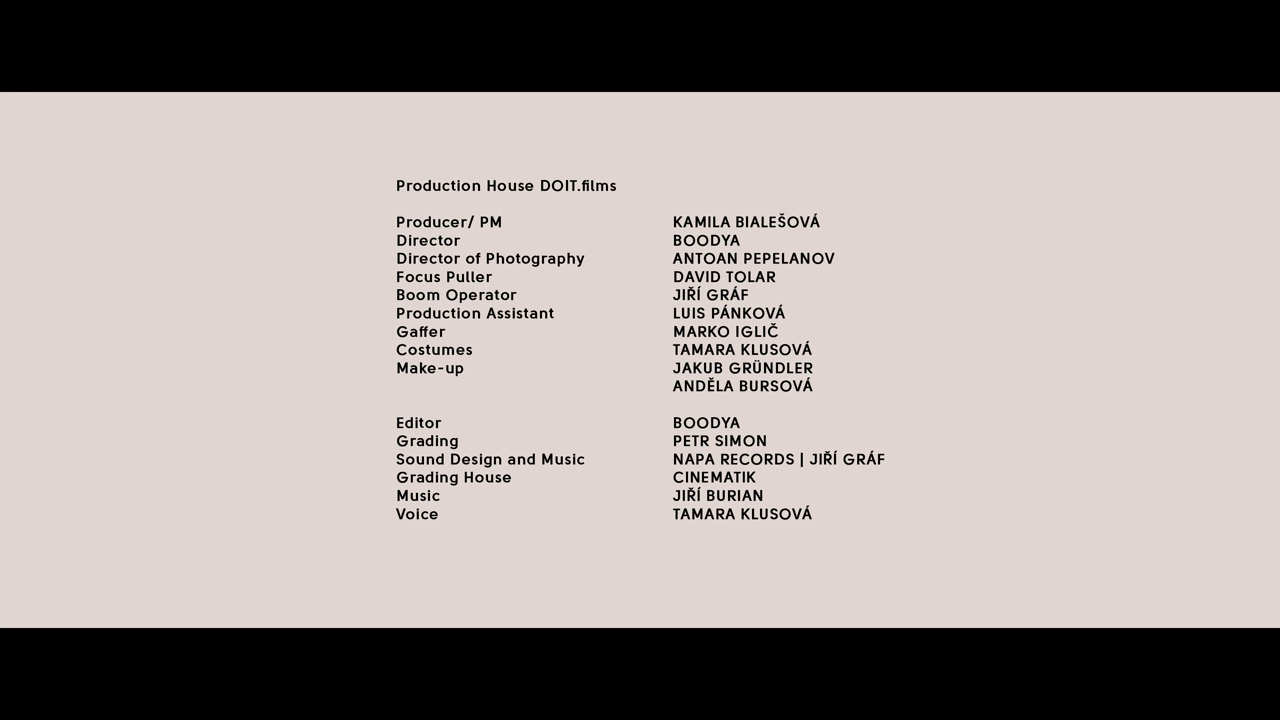 Production House DOIT.films
Producer/ PM KAMILA BIALEŠOVÁ
Director BOODYA
Director of Photography ANTOAN PEPELANOV
Focus Puller DAVID TOLAR
Boom Operator JIŘÍ GRÁF
Production Assistant LUIS PÁNKOVÁ
Gaffer MARKO IGLIČ
Costumes TAMARA KLUSOVÁ
Make-up JAKUB GRÜNDLER
ANDĚLA BURSOVÁ
Editor BOODYA
Grading PETR SIMON
Sound Design and Music NAPA RECORDS | JIŘÍ GRÁF
Grading House CINEMATIK
Music JIŘÍ BURIAN
Voice TAMARA KLUSOVÁ